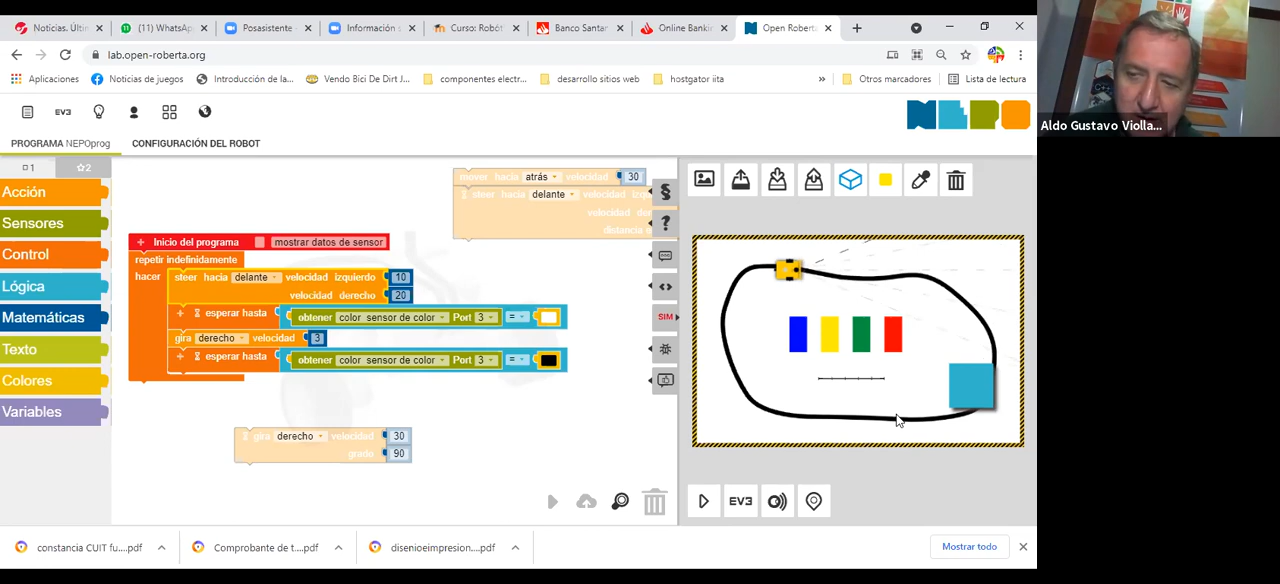 Noticias. Últin
(11) WhatsApp
Posasistente
Información s
Curso: Robót
Banco Santar
Online Bankin
Open Roberta
lab.open-roberta.org
Aplicaciones
Noticias de juegos
Introducción de la...
Vendo Bici De Dirt J...
componentes electr...
desarrollo sitios web
hostgator iita
»
Otros marcadores
Lista de lectura
Aldo Gustavo Violla...
EV3
PROGRAMA NEPOprog
CONFIGURACIÓN DEL ROBOT
1
2
Acción
Sensores
Control
Lógica
Matemáticas
Texto
Colores
Variables
mover hacia atrás velocidad 30
steer hacia delante velocidad izqu
velocidad der
distancia
Inicio del programa mostrar datos de sensor
repetir indefinidamente
hacer steer hacia delante velocidad izquierdo 10
velocidad derecho 20
+ esperar hasta obtener color sensor de color Port 3 =
gira derecho velocidad 3
+ esperar hasta obtener color sensor de color Port 3 =
gira derecho velocidad 30
grado 90
§
?
<>
SIM
EV3
constancia CUIT fu....pdf
Comprobante de t....pdf
disenioeimpresion....pdf
Mostrar todo